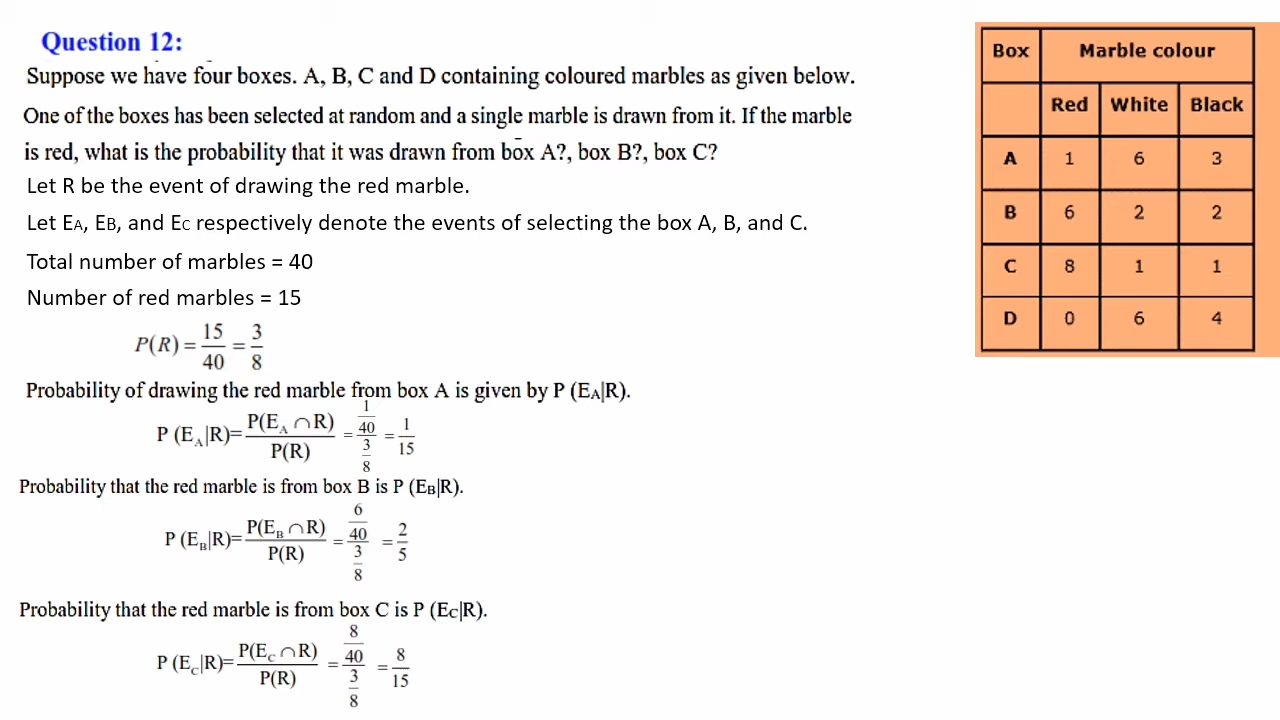 Question 12:
Suppose we have four boxes. A, B, C and D containing coloured marbles as given below.
One of the boxes has been selected at random and a single marble is drawn from it. If the marble
is red, what is the probability that it was drawn from box A?, box B?, box C?
Let R be the event of drawing the red marble.
Let EA, EB, and EC respectively denote the events of selecting the box A, B, and C.
Total number of marbles = 40
Number of red marbles = 15
P(R) = 15/40 = 3/8
Probability of drawing the red marble from box A is given by P (EA|R).
P (EA|R)= P(EA ∩ R)/P(R) = (1/40)/(3/8) = 1/15
Probability that the red marble is from box B is P (EB|R).
P (EB|R)= P(EB ∩ R)/P(R) = (6/40)/(3/8) = 2/5
Probability that the red marble is from box C is P (EC|R).
P (EC|R)= P(EC ∩ R)/P(R) = (8/40)/(3/8) = 8/15
Box Marble colour
Red White Black
A 1 6 3
B 6 2 2
C 8 1 1
D 0 6 4